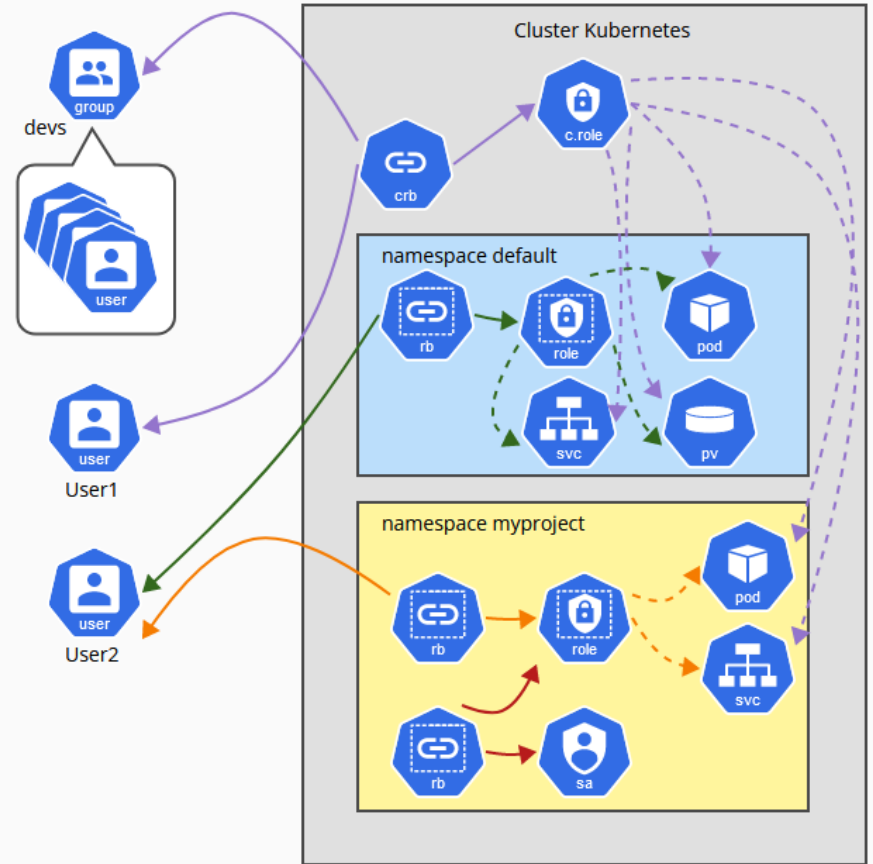 Cluster Kubernetes
group
devs
c.role
crb
user
namespace default
rb
role
pod
svc
pv
user
User1
namespace myproject
user
User2
rb
role
pod
svc
rb
sa